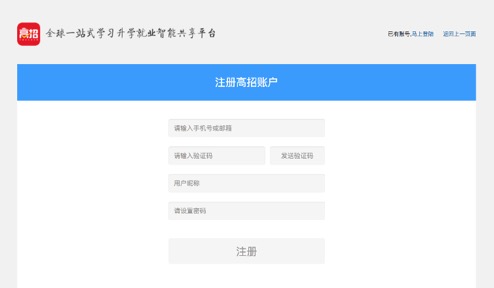 高招
全球一站式学习升学就业智能共享平台
已有账号,马上登陆 返回上一页面
注册高招账户
请输入手机号或邮箱
请输入验证码 发送验证码
用户昵称
请设置密码
注册